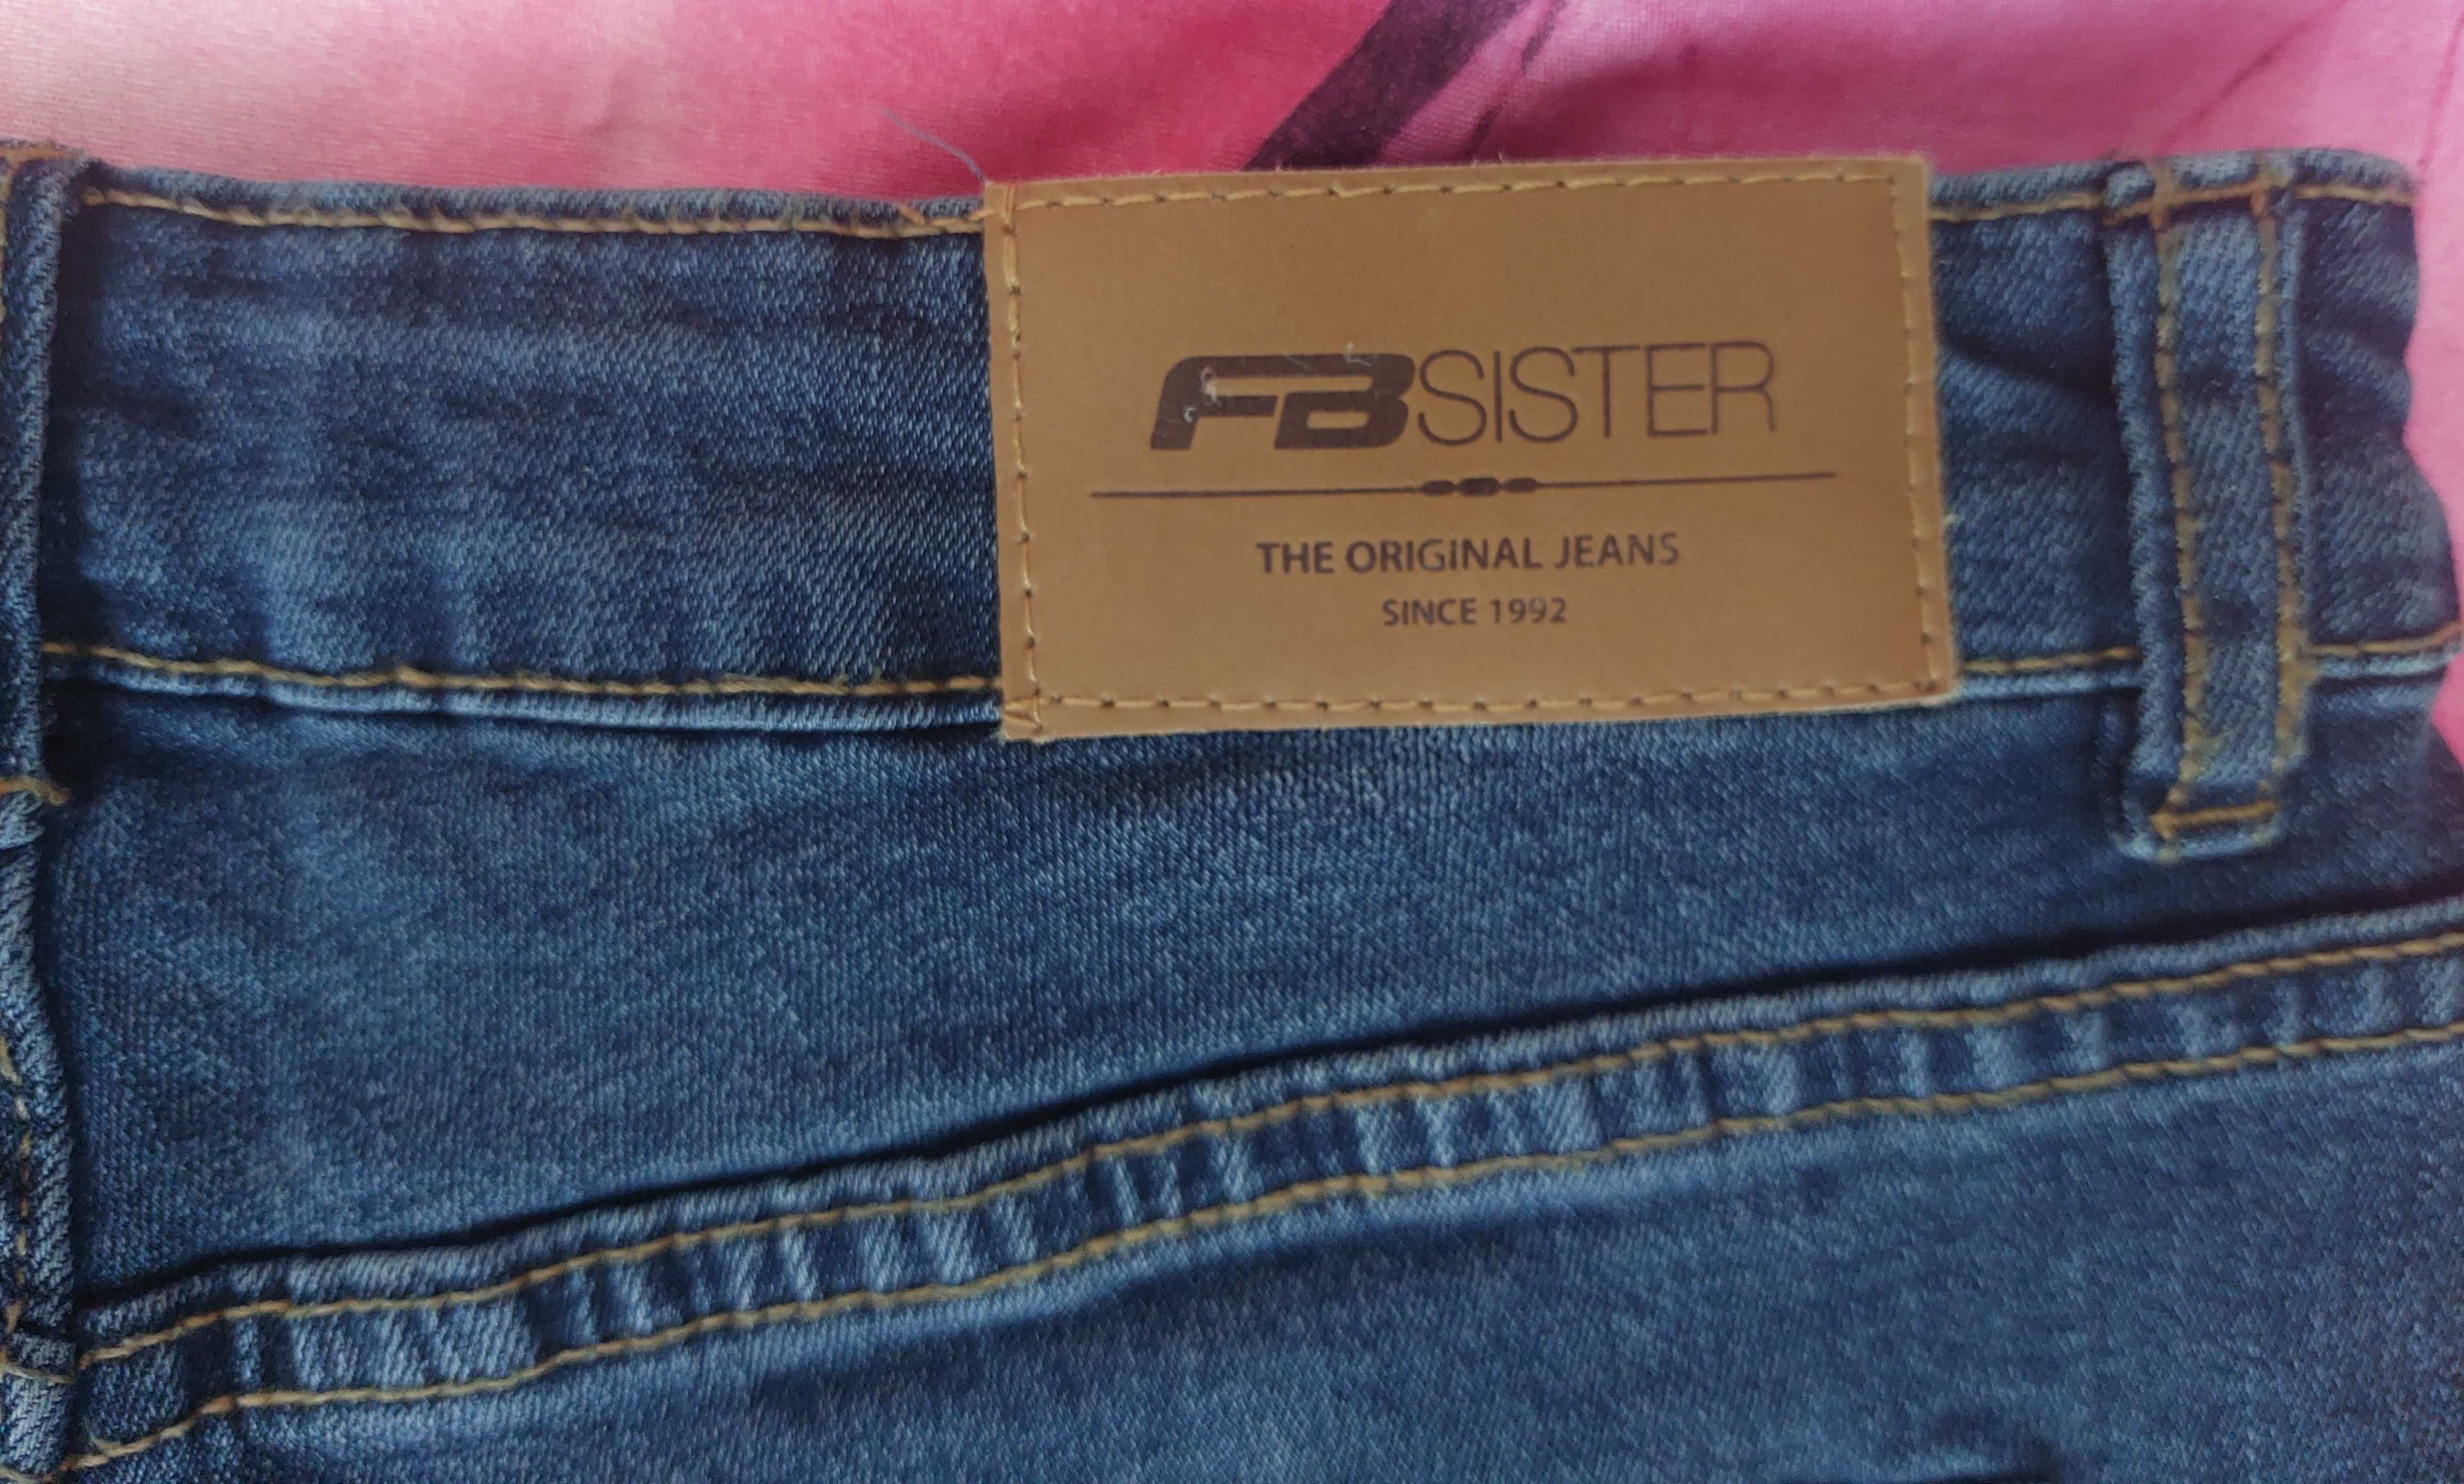 FBSISTER
THE ORIGINAL JEANS
SINCE 1992